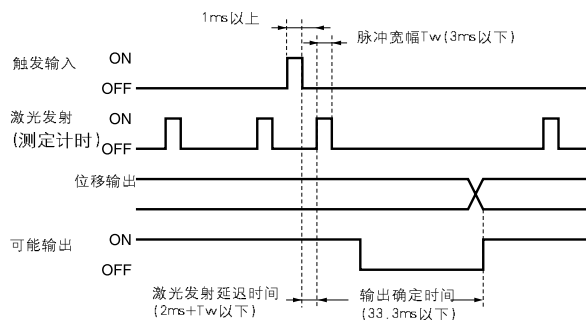 1ms以上
脉冲宽幅Tw(3ms以下)
触发输入
ON
OFF
激光发射
(测定计时)
ON
OFF
位移输出
可能输出
ON
OFF
激光发射延迟时间
(2ms+Tw以下)
输出确定时间
(33.3ms以下)